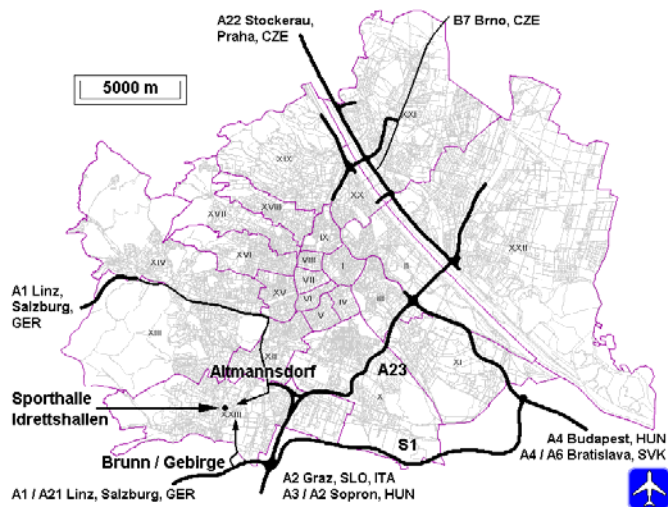 A22 Stockerau,
Praha, CZE
B7 Brno, CZE
5000 m
XXI
XIX
XX
XVIII
XVII
IX
XXII
XVI
VIII
I
II
XIV
VII
XV
VI
IV
III
V
A1 Linz,
Salzburg,
GER
XIII
XII
XI
Altmannsdorf
A23
X
Sporthalle
Idrettshallen
XXIII
S1
A4 Budapest, HUN
A4 / A6 Bratislava, SVK
Brunn / Gebirge
A2 Graz, SLO, ITA
A1 / A21 Linz, Salzburg, GER
A3 / A2 Sopron, HUN